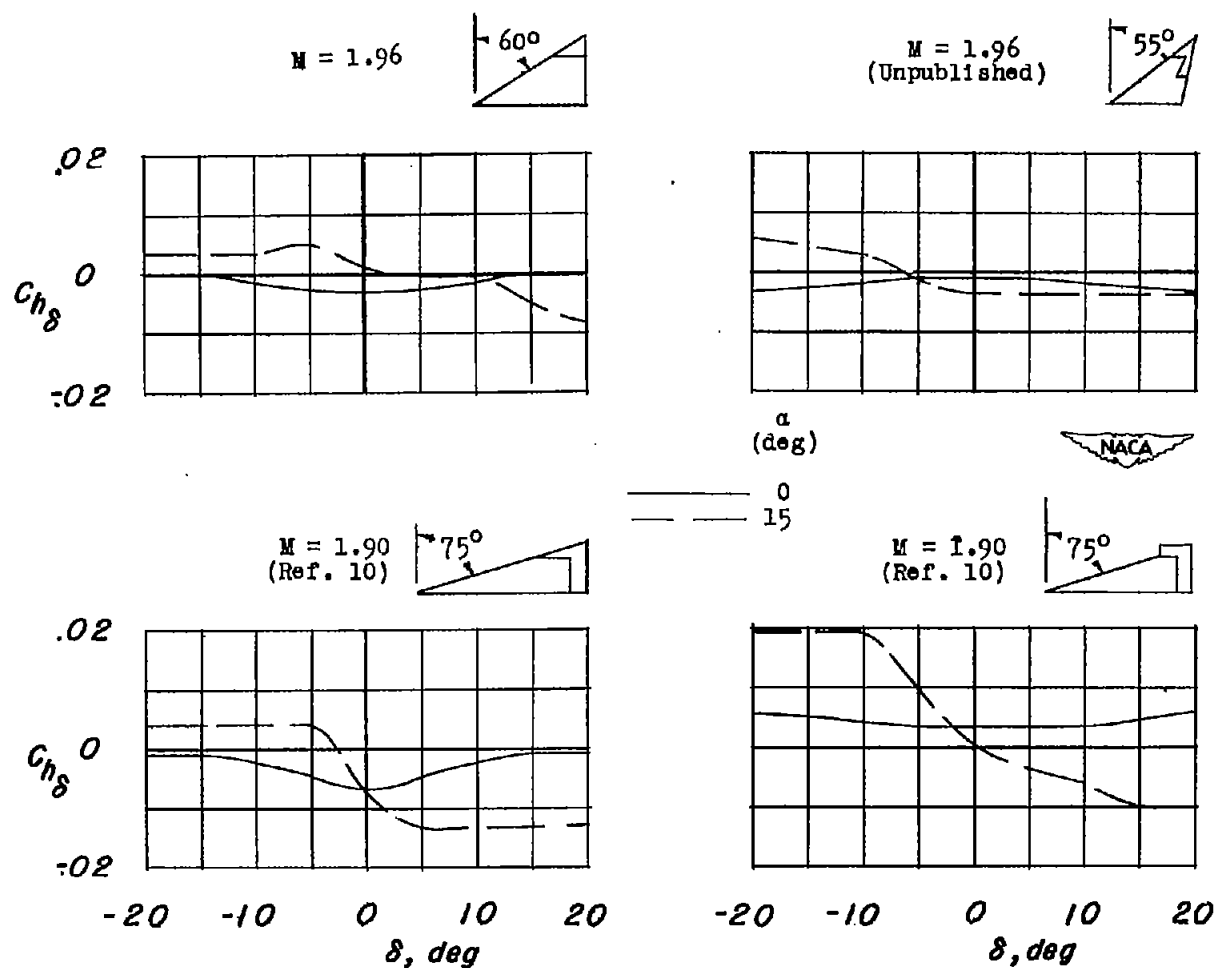 M = 1.96
60°
M = 1.96
(Unpublished)
55°
.02
0
-.02
Chδ
α
(deg)
0
15
NACA
M = 1.90
(Ref. 10)
75°
M = 1.90
(Ref. 10)
75°
.02
0
-.02
Chδ
-20 -10 0 10 20
δ, deg
-20 -10 0 10 20
δ, deg